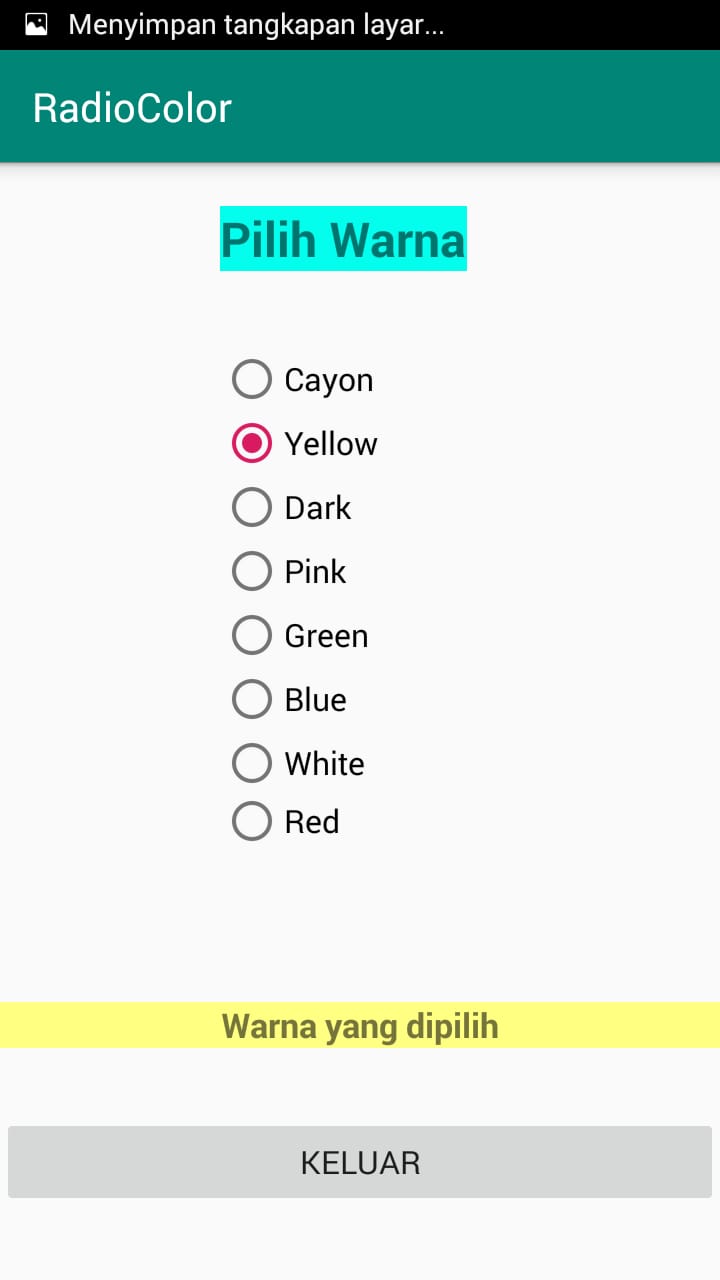 Menyimpan tangkapan layar...
RadioColor
Pilih Warna
Cayon
Yellow
Dark
Pink
Green
Blue
White
Red
Warna yang dipilih
KELUAR